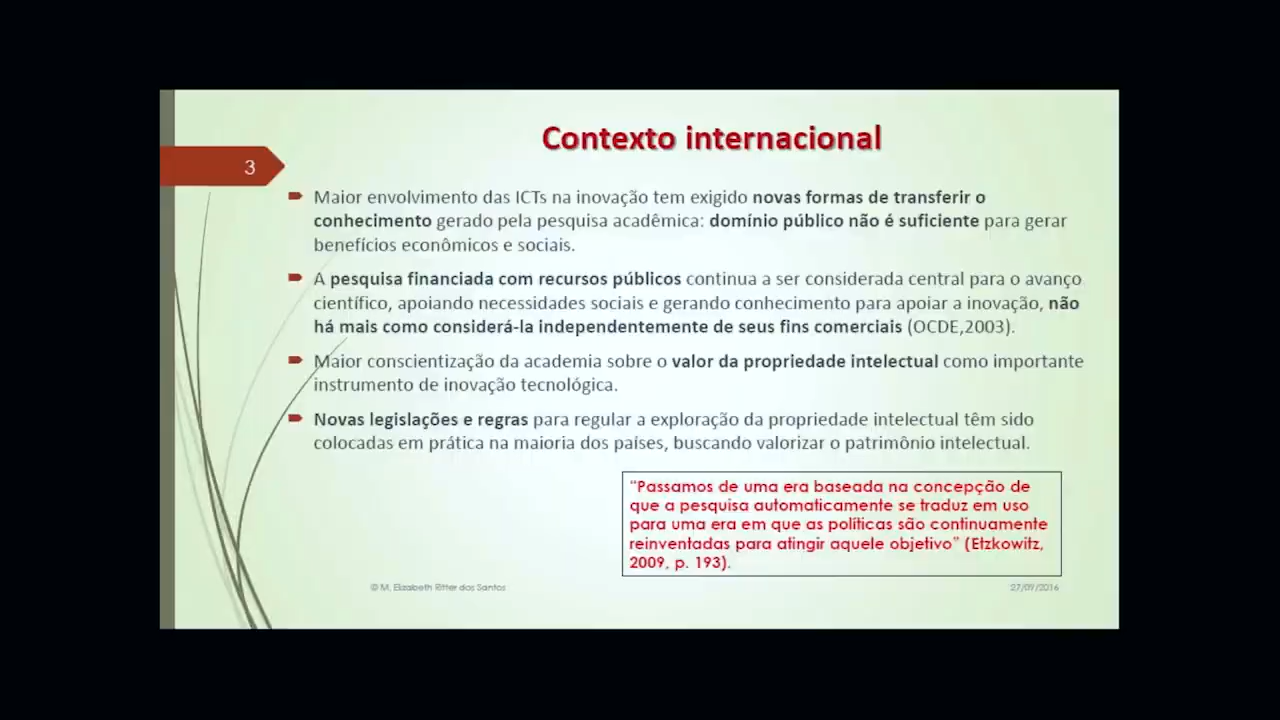 Contexto internacional
3
Maior envolvimento das ICTs na inovação tem exigido novas formas de transferir o
conhecimento gerado pela pesquisa acadêmica: domínio público não é suficiente para gerar
benefícios econômicos e sociais.
A pesquisa financiada com recursos públicos continua a ser considerada central para o avanço
científico, apoiando necessidades sociais e gerando conhecimento para apoiar a inovação, não
há mais como considerá-la independentemente de seus fins comerciais (OCDE,2003).
Maior conscientização da academia sobre o valor da propriedade intelectual como importante
instrumento de inovação tecnológica.
Novas legislações e regras para regular a exploração da propriedade intelectual têm sido
colocadas em prática na maioria dos países, buscando valorizar o patrimônio intelectual.
“Passamos de uma era baseada na concepção de
que a pesquisa automaticamente se traduz em uso
para uma era em que as políticas são continuamente
reinventadas para atingir aquele objetivo” (Etzkowitz,
2009, p. 193).
© M. Elizabeth Ritter dos Santos
27/09/2016